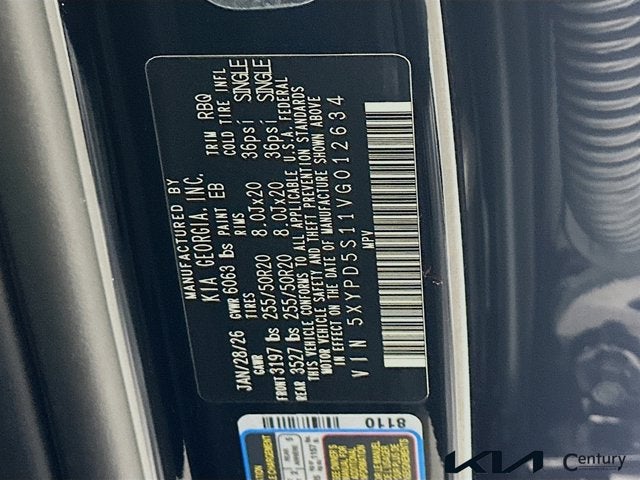 MANUFACTURED BY
KIA GEORGIA, INC.
JAN/28/26 GVWR 6063 lbs PAINT EB TRIM RBQ
GAWR TIRES RIMS COLD TIRE INFL
FRONT 3197 lbs 255/50R20 8.0Jx20 36psi SINGLE
REAR 3527 lbs 255/50R20 8.0Jx20 36psi SINGLE
THIS VEHICLE CONFORMS TO ALL APPLICABLE U.S.A. FEDERAL
MOTOR VEHICLE SAFETY AND THEFT PREVENTION STANDARDS
IN EFFECT ON THE DATE OF MANUFACTURE SHOWN ABOVE
VIN 5XYPD5S11VG012634
MPV
8110
KIA Century